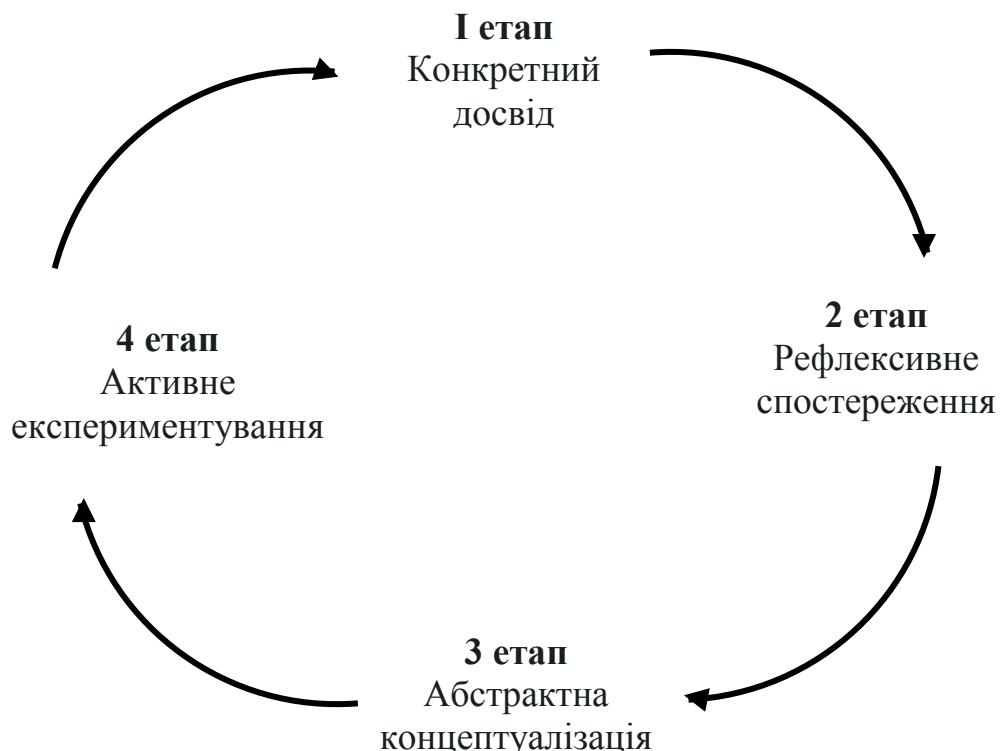 І етап
Конкретний
досвід
2 етап
Рефлексивне
спостереження
3 етап
Абстрактна
концептуалізація
4 етап
Активне
експериментування